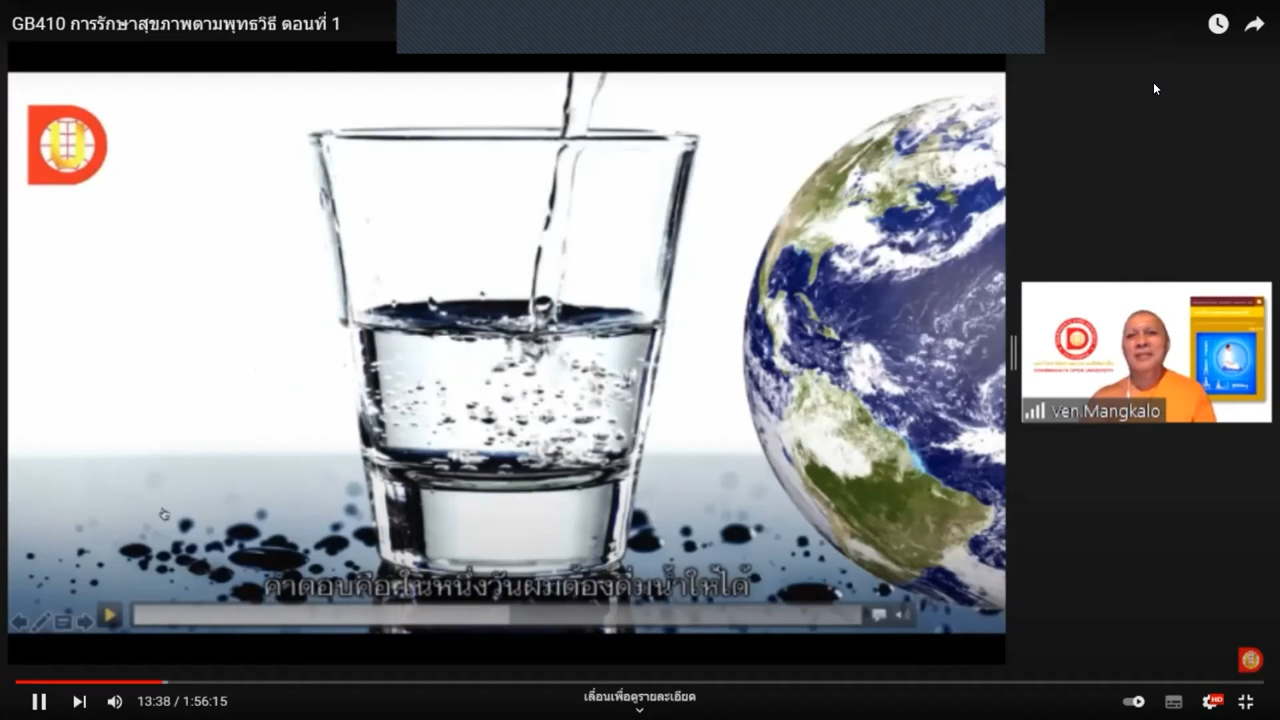 GB410 การรักษาสุขภาพตามพุทธวิธี ตอนที่ 1
D
Ven.Mangkalo
คำตอบคือในหนึ่งวันผมต้องดื่มน้ำให้ได้
เลื่อนเพื่อดูรายละเอียด
13:38 / 1:56:15
HD